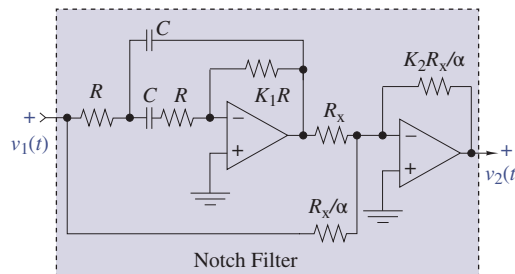 C
K₂Rₓ/α
R
C
R
K₁R
+
−
+
Rₓ
−
+
+
v₁(t)
v₂(t
Rₓ/α
Notch Filter